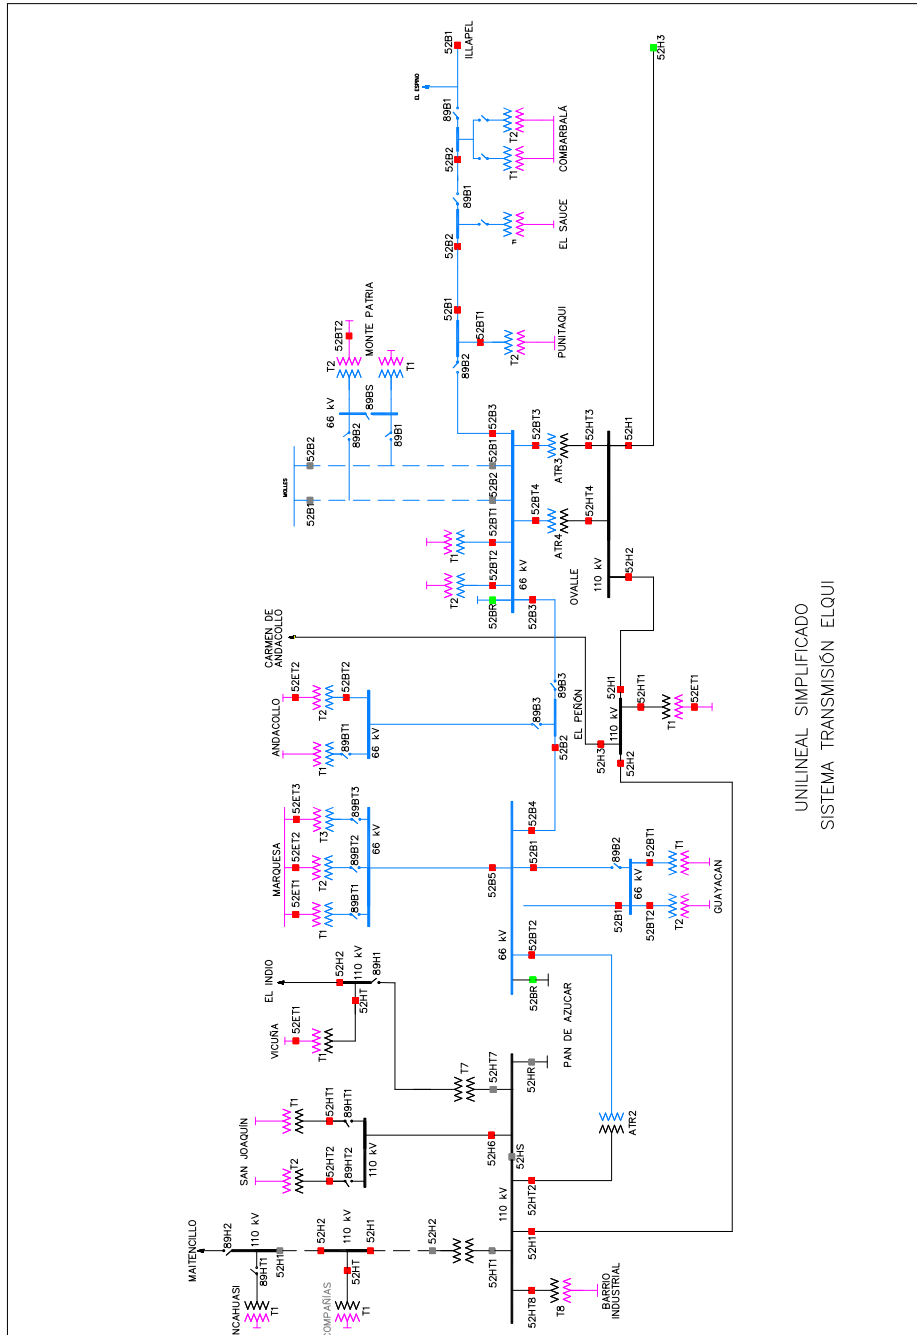 52B1
ILLAPEL
52H3
EL ESPINO
89B1
T2
52B2
T1
COMBARBALÁ
89B1
52B2
EL SAUCE
52B1
52BT2
MONTE PATRIA
T2
T1
52BT1
T2
PUNITAQUI
89B2
66 kV
89BS
89B2
89B1
52B3
52BT3
52HT3
52H1
52B2
52B1
52B1
52B2
MOLLES
ATR3
52BT4
52HT4
ATR4
52BT1
T1
52BT2
T2
66 kV
OVALLE
110 kV
52H2
52BR
52B3
CARMEN DE
ANDACOLLO
52ET2
T2
52BT2
ANDACOLLO
T1
89BT1
66 kV
89B3
89B3
EL PEÑÓN
52B2
52H1
52HT1
52ET1
T1
110 kV
52H3
52H2
UNILINEAL SIMPLIFICADO
SISTEMA TRANSMISIÓN ELQUI
52ET3
T3
89BT3
MARQUESA
52ET2
T2
89BT2
66 kV
52ET1
T1
89BT1
52B5
52B4
52B1
89B2
52BT1
T1
66 kV
52B1
52BT2
T2
GUAYACAN
66 kV
52BT2
52BR
EL INDIO
52H2
110 kV
89H1
52HT
VICUÑA
52ET1
T1
PAN DE AZUCAR
T7
52HT7
52HR
SAN JOAQUÍN
T1
52HT1
89HT1
T2
52HT2
89HT2
110 kV
52H6
52HS
ATR2
110 kV
52HT2
MAITENCILLO
89H2
110 kV
89HT1
52H1
T1
NCAHUASI
52H2
110 kV
52H1
52HT
T1
COMPAÑIAS
52H2
52HT1
52H1
52HT8
T8
BARRIO
INDUSTRIAL